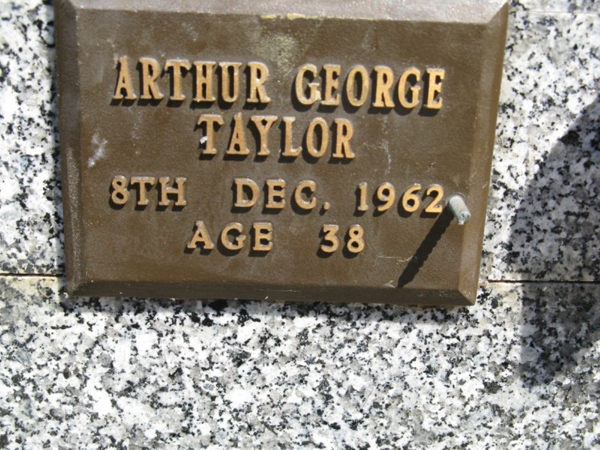 ARTHUR GEORGE
TAYLOR
8TH DEC. 1962
AGE 38